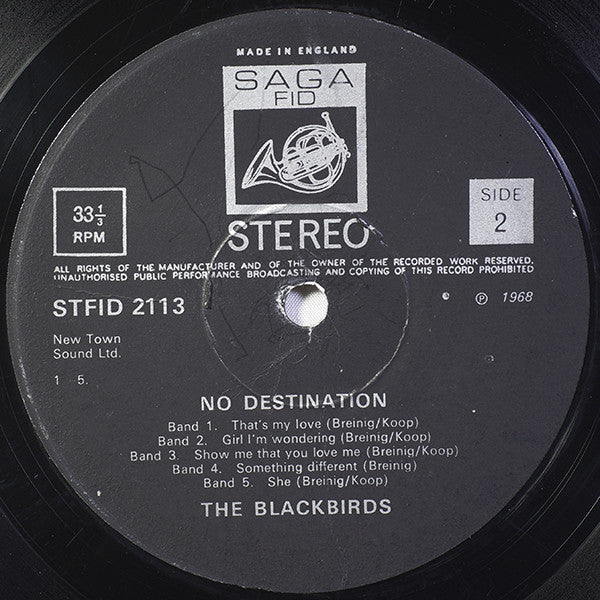 MADE IN ENGLAND
SAGA
FID
33⅓
RPM
SIDE
2
STEREO
ALL RIGHTS OF THE MANUFACTURER AND OF THE OWNER OF THE RECORDED WORK RESERVED.
UNAUTHORISED PUBLIC PERFORMANCE BROADCASTING AND COPYING OF THIS RECORD PROHIBITED
STFID 2113
℗ 1968
New Town
Sound Ltd.
1 5.
NO DESTINATION
Band 1. That's my love (Breinig/Koop)
Band 2. Girl I'm wondering (Breinig/Koop)
Band 3. Show me that you love me (Breinig/Koop)
Band 4. Something different (Breinig)
Band 5. She (Breinig/Koop)
THE BLACKBIRDS